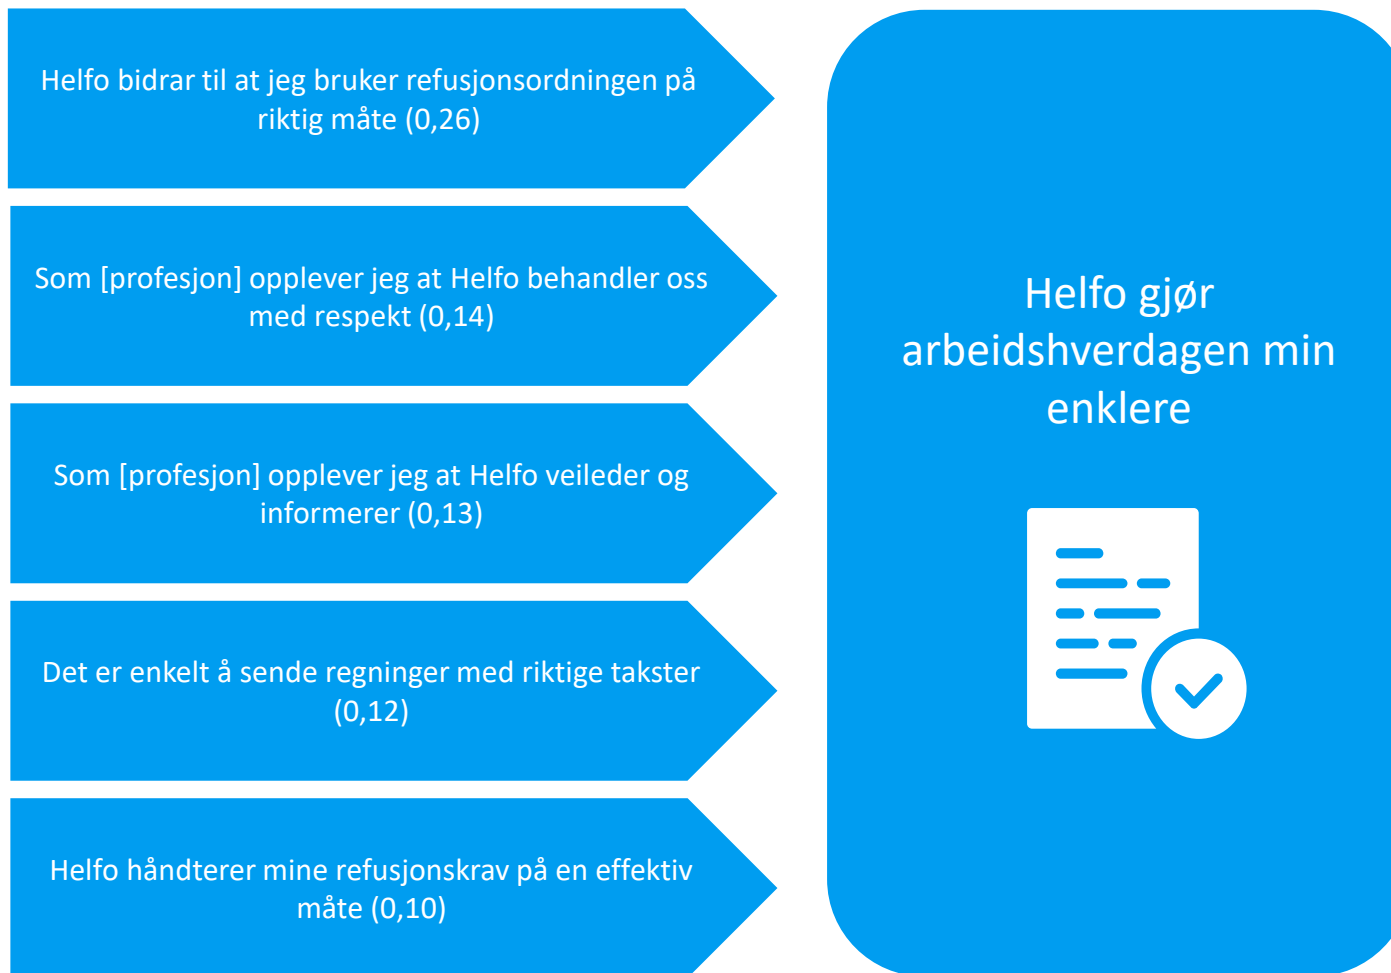 Helfo bidrar til at jeg bruker refusjonsordningen på
riktig måte (0,26)
Som [profesjon] opplever jeg at Helfo behandler oss
med respekt (0,14)
Som [profesjon] opplever jeg at Helfo veileder og
informerer (0,13)
Det er enkelt å sende regninger med riktige takster
(0,12)
Helfo håndterer mine refusjonskrav på en effektiv
måte (0,10)
Helfo gjør
arbeidshverdagen min
enklere